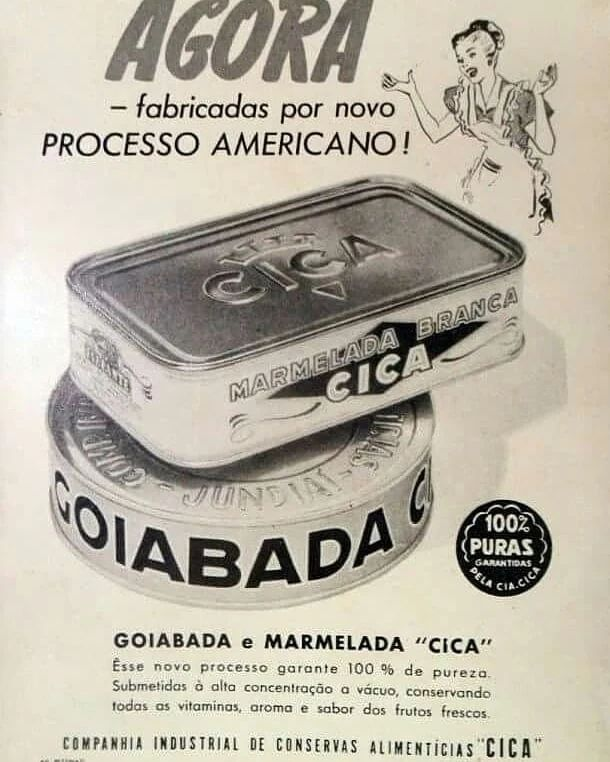 AGORA
– fabricadas por novo
PROCESSO AMERICANO!
CICA
MARMELADA BRANCA
CICA
JUNDIAÍ
GOIABADA C
100%
PURAS
GARANTIDAS
PELA CIA. CICA
GOIABADA e MARMELADA "CICA"
Êsse novo processo garante 100 % de pureza.
Submetidas à alta concentração a vácuo, conservando
todas as vitaminas, aroma e sabor dos frutos frescos.
COMPANHIA INDUSTRIAL DE CONSERVAS ALIMENTÍCIAS "CICA"